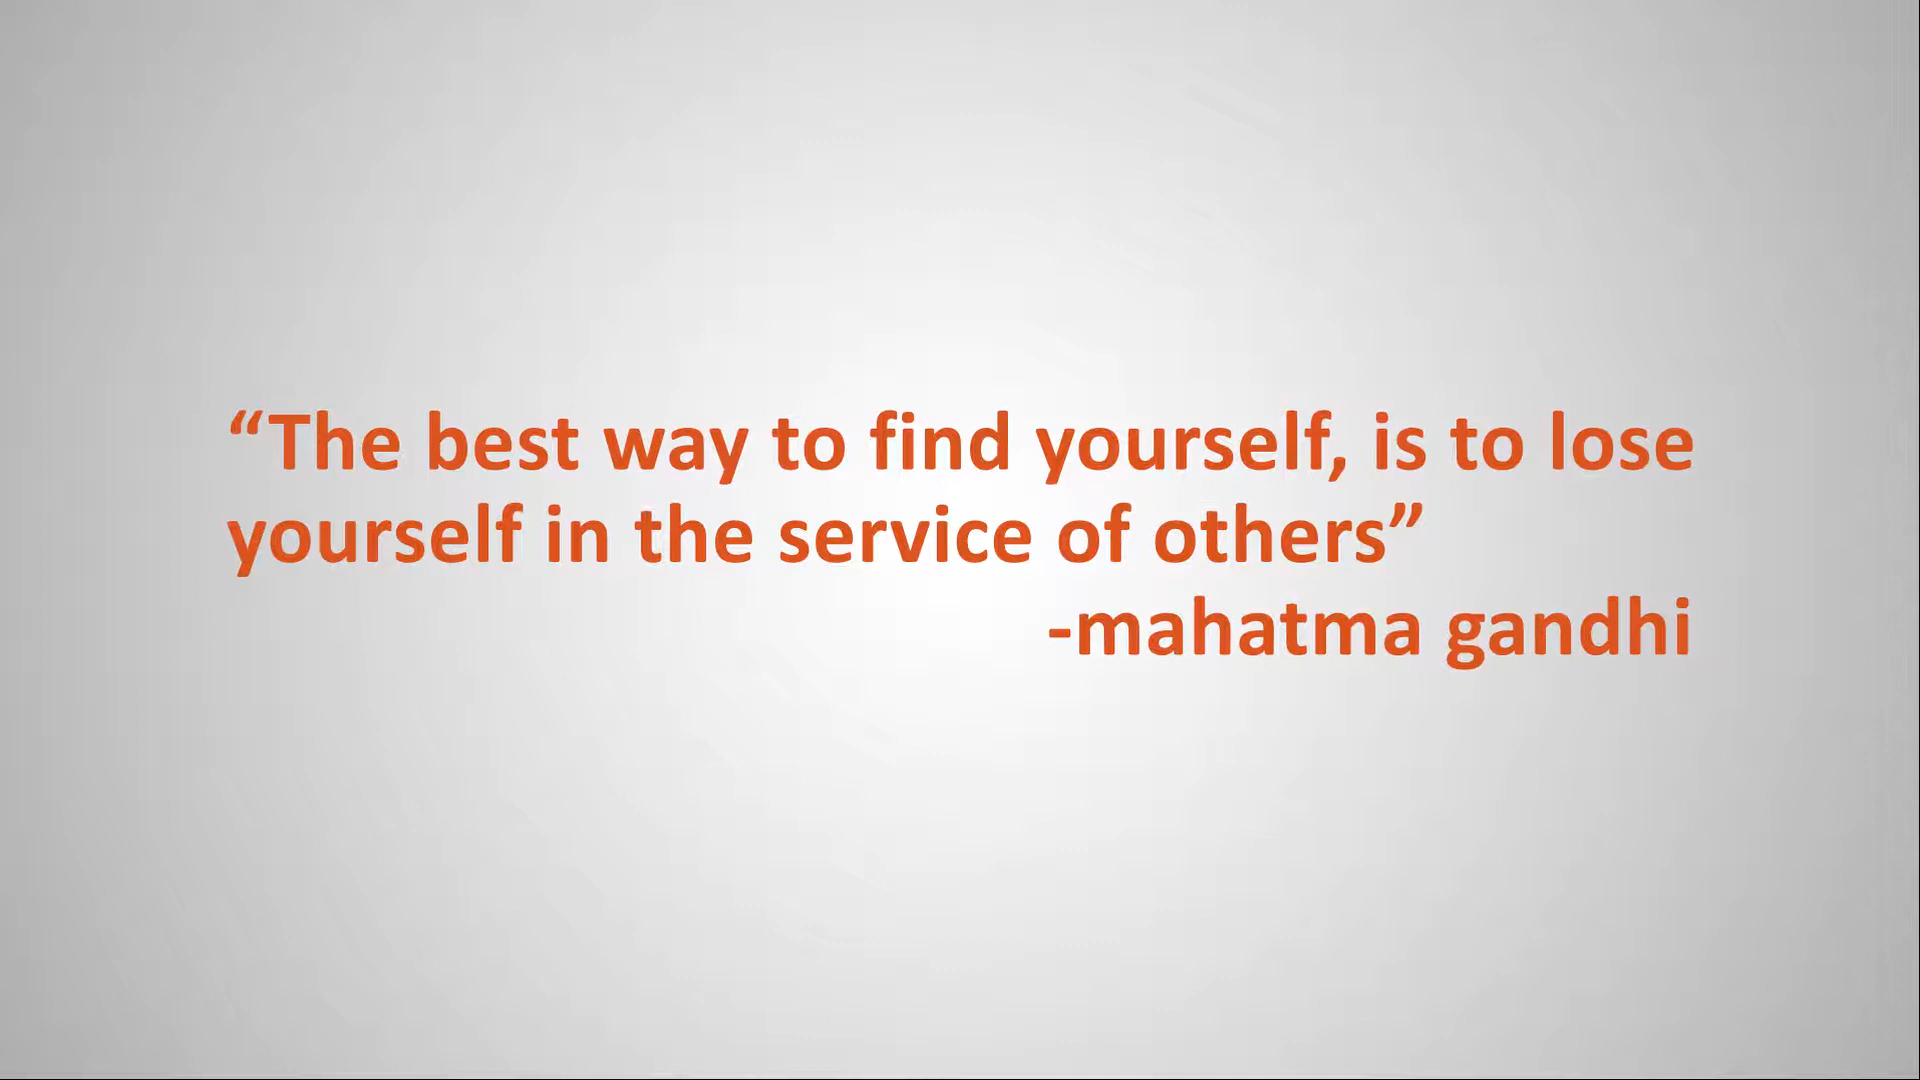 “The best way to find yourself, is to lose
yourself in the service of others”
-mahatma gandhi